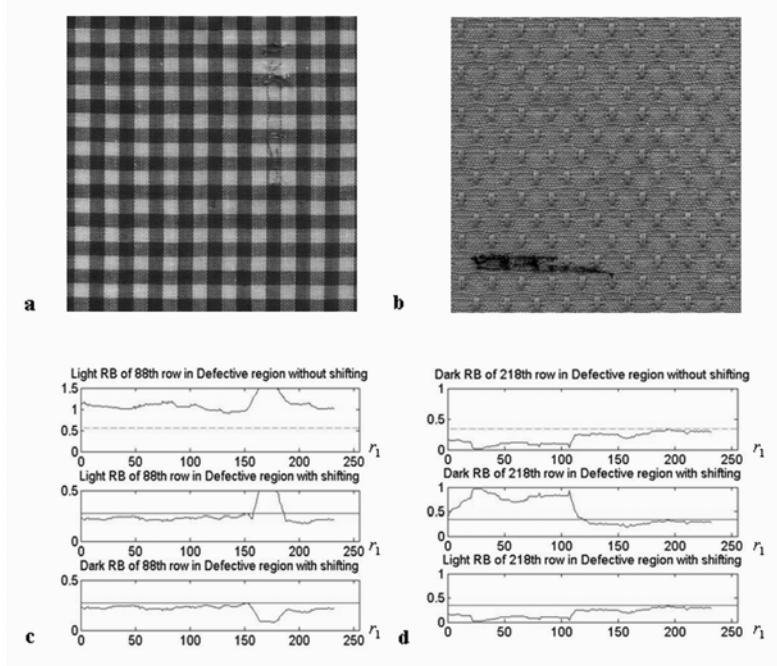 a
b
Light RB of 88th row in Defective region without shifting
1.5
1
0.5
0
0 50 100 150 200 250 r1
Light RB of 88th row in Defective region with shifting
0.5
0
0 50 100 150 200 250 r1
Dark RB of 88th row in Defective region with shifting
0.5
0
0 50 100 150 200 250 r1
c
Dark RB of 218th row in Defective region without shifting
1
0.5
0
0 50 100 150 200 250 r1
Dark RB of 218th row in Defective region with shifting
1
0.5
0
0 50 100 150 200 250 r1
Light RB of 218th row in Defective region with shifting
1
0.5
0
0 50 100 150 200 250 r1
d